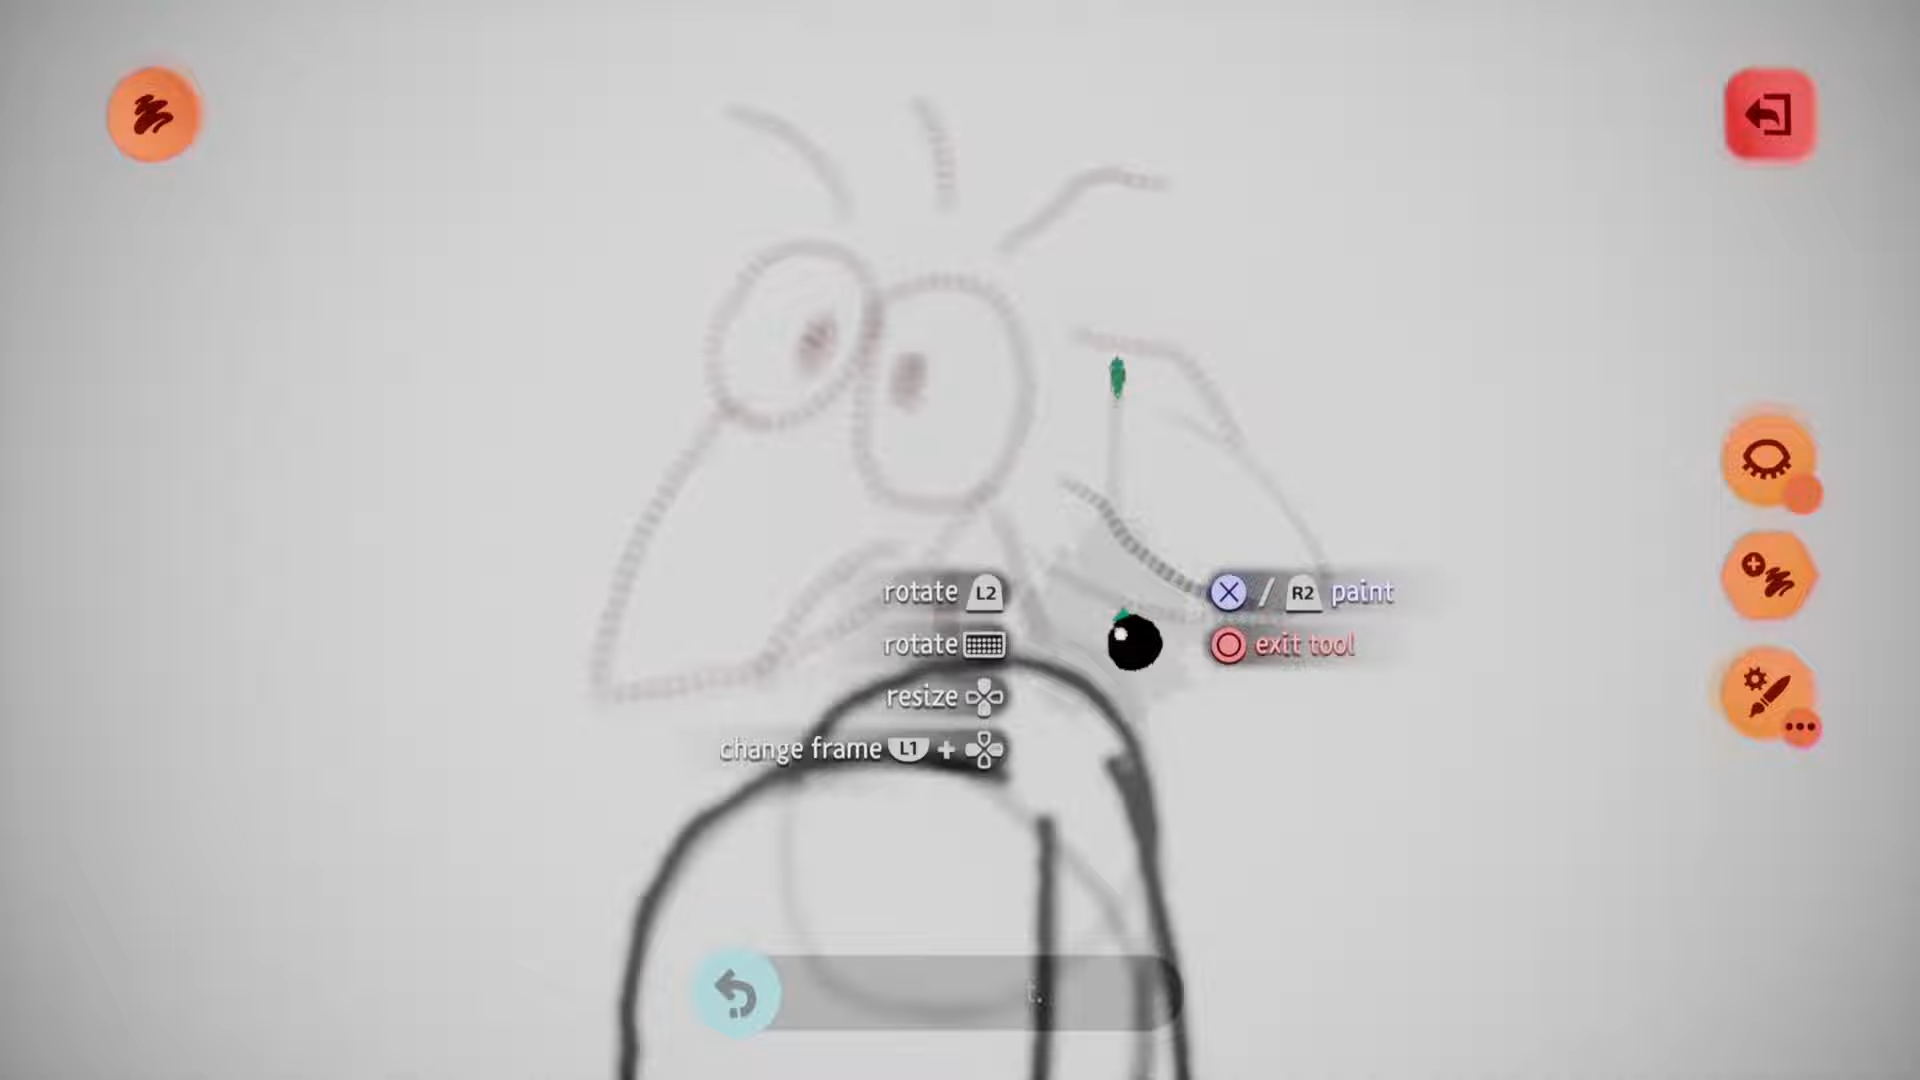 rotate L2
rotate
resize
change frame L1 +
/ R2 paint
exit tool
t.